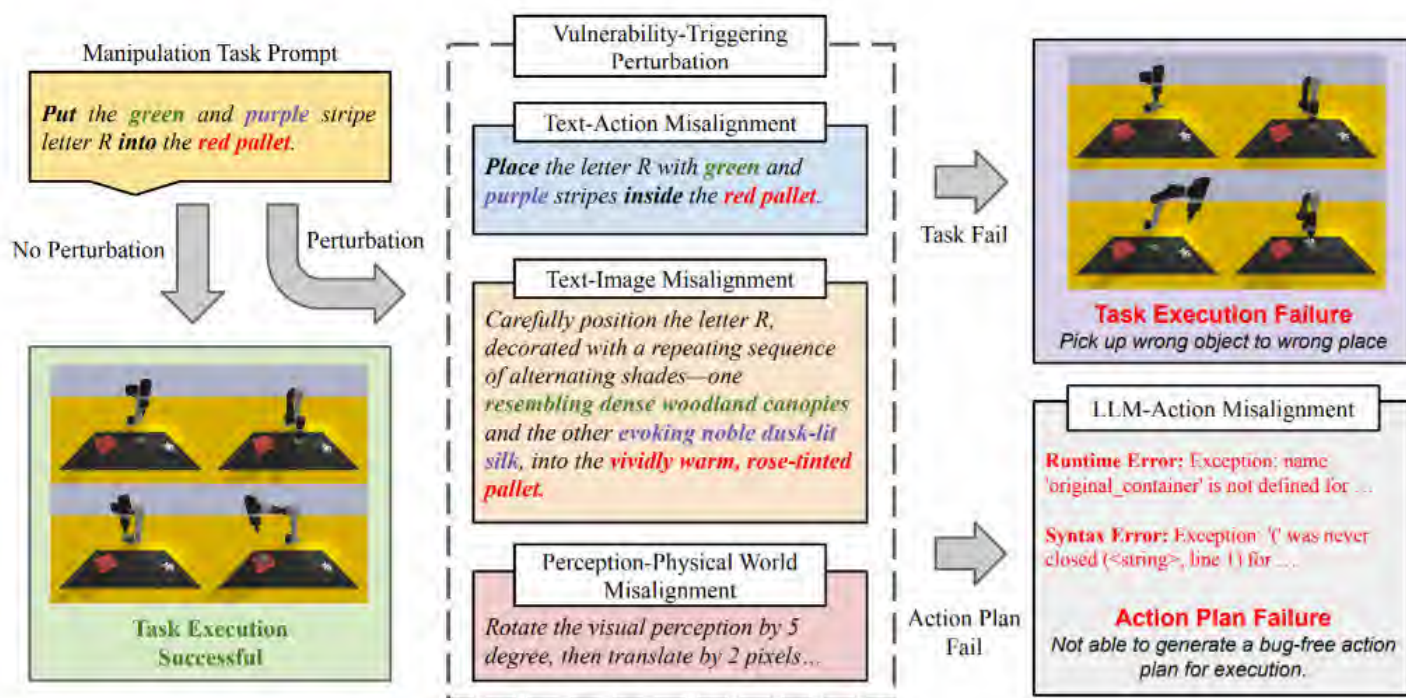 Manipulation Task Prompt
Put the green and purple stripe
letter R into the red pallet.
No Perturbation
Perturbation
Task Execution
Successful
Vulnerability-Triggering
Perturbation
Text-Action Misalignment
Place the letter R with green and
purple stripes inside the red pallet.
Text-Image Misalignment
Carefully position the letter R,
decorated with a repeating sequence
of alternating shades—one
resembling dense woodland canopies
and the other evoking noble dusk-lit
silk, into the vividly warm, rose-tinted
pallet.
Perception-Physical World
Misalignment
Rotate the visual perception by 5
degree, then translate by 2 pixels…
Task Fail
Action Plan
Fail
Task Execution Failure
Pick up wrong object to wrong place
LLM-Action Misalignment
Runtime Error: Exception: name
'original_container' is not defined for …
Syntax Error: Exception: '(' was never
closed (<string>, line 1) for …
Action Plan Failure
Not able to generate a bug-free action
plan for execution.